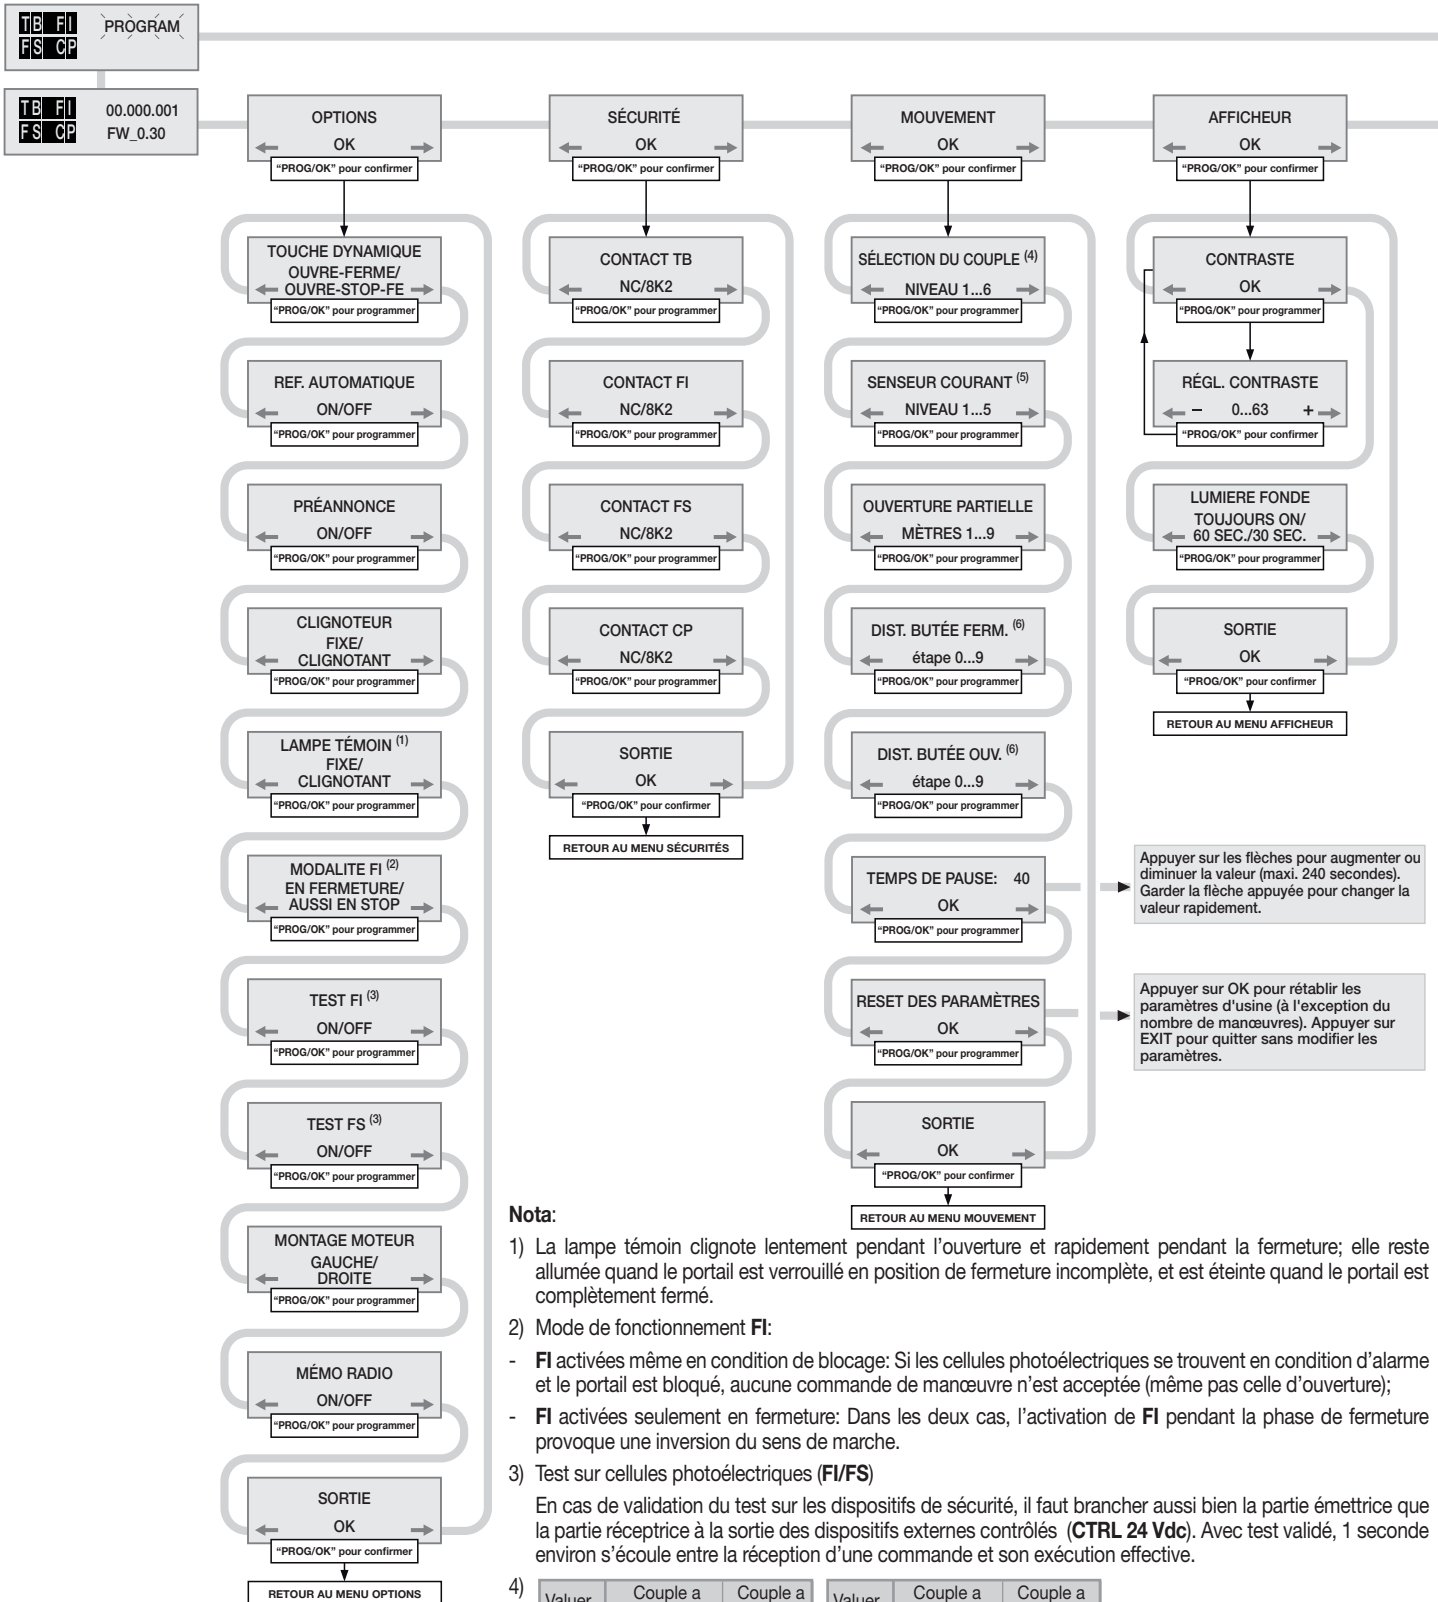 TB FI
FS CP
PROGRAM
TB FI
FS CP
00.000.001
FW_0.30
OPTIONS
OK
“PROG/OK” pour confirmer
TOUCHE DYNAMIQUE
OUVRE-FERME/
OUVRE-STOP-FE
“PROG/OK” pour programmer
REF. AUTOMATIQUE
ON/OFF
“PROG/OK” pour programmer
PRÉANNONCE
ON/OFF
“PROG/OK” pour programmer
CLIGNOTEUR
FIXE/
CLIGNOTANT
“PROG/OK” pour programmer
LAMPE TÉMOIN (1)
FIXE/
CLIGNOTANT
“PROG/OK” pour programmer
MODALITE FI (2)
EN FERMETURE/
AUSSI EN STOP
“PROG/OK” pour programmer
TEST FI (3)
ON/OFF
“PROG/OK” pour programmer
TEST FS (3)
ON/OFF
“PROG/OK” pour programmer
MONTAGE MOTEUR
GAUCHE/
DROITE
“PROG/OK” pour programmer
MÉMO RADIO
ON/OFF
“PROG/OK” pour programmer
SORTIE
OK
“PROG/OK” pour confirmer
RETOUR AU MENU OPTIONS
SÉCURITÉ
OK
“PROG/OK” pour confirmer
CONTACT TB
NC/8K2
“PROG/OK” pour programmer
CONTACT FI
NC/8K2
“PROG/OK” pour programmer
CONTACT FS
NC/8K2
“PROG/OK” pour programmer
CONTACT CP
NC/8K2
“PROG/OK” pour programmer
SORTIE
OK
“PROG/OK” pour confirmer
RETOUR AU MENU SÉCURITÉS
MOUVEMENT
OK
“PROG/OK” pour confirmer
SÉLECTION DU COUPLE (4)
NIVEAU 1...6
“PROG/OK” pour programmer
SENSEUR COURANT (5)
NIVEAU 1...5
“PROG/OK” pour programmer
OUVERTURE PARTIELLE
MÈTRES 1...9
“PROG/OK” pour programmer
DIST. BUTÉE FERM. (6)
étape 0...9
“PROG/OK” pour programmer
DIST. BUTÉE OUV. (6)
étape 0...9
“PROG/OK” pour programmer
TEMPS DE PAUSE: 40
OK
“PROG/OK” pour programmer
RESET DES PARAMÈTRES
OK
“PROG/OK” pour programmer
SORTIE
OK
“PROG/OK” pour confirmer
RETOUR AU MENU MOUVEMENT
AFFICHEUR
OK
“PROG/OK” pour confirmer
CONTRASTE
OK
“PROG/OK” pour programmer
RÉGL. CONTRASTE
– 0...63 +
“PROG/OK” pour confirmer
LUMIERE FONDE
TOUJOURS ON/
60 SEC./30 SEC.
“PROG/OK” pour programmer
SORTIE
OK
“PROG/OK” pour confirmer
RETOUR AU MENU AFFICHEUR
Appuyer sur les flèches pour augmenter ou
diminuer la valeur (maxi. 240 secondes).
Garder la flèche appuyée pour changer la
valeur rapidement.
Appuyer sur OK pour rétablir les
paramètres d'usine (à l'exception du
nombre de manœuvres). Appuyer sur
EXIT pour quitter sans modifier les
paramètres.
Nota:
1) La lampe témoin clignote lentement pendant l’ouverture et rapidement pendant la fermeture; elle reste
allumée quand le portail est verrouillé en position de fermeture incomplète, et est éteinte quand le portail est
complètement fermé.
2) Mode de fonctionnement FI:
- FI activées même en condition de blocage: Si les cellules photoélectriques se trouvent en condition d’alarme
et le portail est bloqué, aucune commande de manœuvre n’est acceptée (même pas celle d’ouverture);
- FI activées seulement en fermeture: Dans les deux cas, l’activation de FI pendant la phase de fermeture
provoque une inversion du sens de marche.
3) Test sur cellules photoélectriques (FI/FS)
En cas de validation du test sur les dispositifs de sécurité, il faut brancher aussi bien la partie émettrice que
la partie réceptrice à la sortie des dispositifs externes contrôlés (CTRL 24 Vdc). Avec test validé, 1 seconde
environ s’écoule entre la réception d’une commande et son exécution effective.
4) Valuer Couple a Couple a Valuer Couple a Couple a